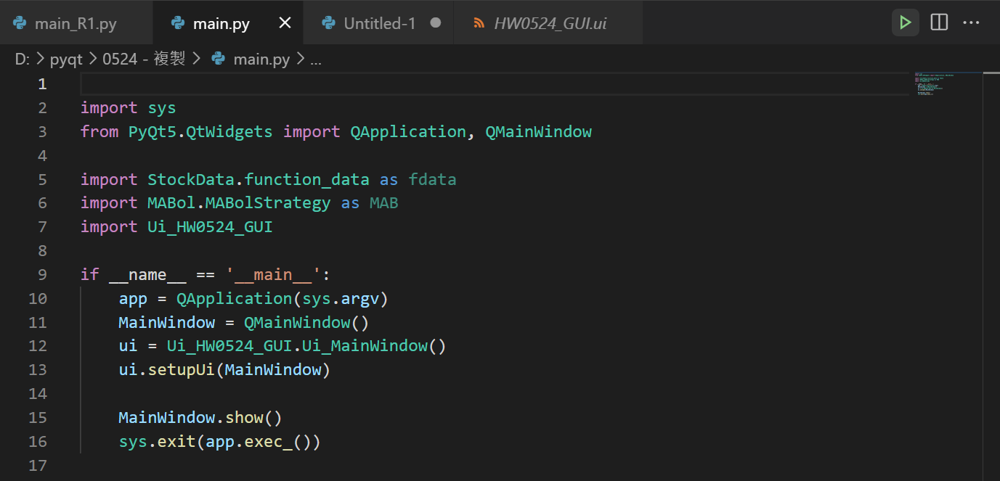 main_R1.py main.py Untitled-1 HW0524_GUI.ui
D: > pyqt > 0524 - 複製 > main.py > ...
1
2 import sys
3 from PyQt5.QtWidgets import QApplication, QMainWindow
4
5 import StockData.function_data as fdata
6 import MABol.MABolStrategy as MAB
7 import Ui_HW0524_GUI
8
9 if __name__ == '__main__':
10     app = QApplication(sys.argv)
11     MainWindow = QMainWindow()
12     ui = Ui_HW0524_GUI.Ui_MainWindow()
13     ui.setupUi(MainWindow)
14
15     MainWindow.show()
16     sys.exit(app.exec_())
17